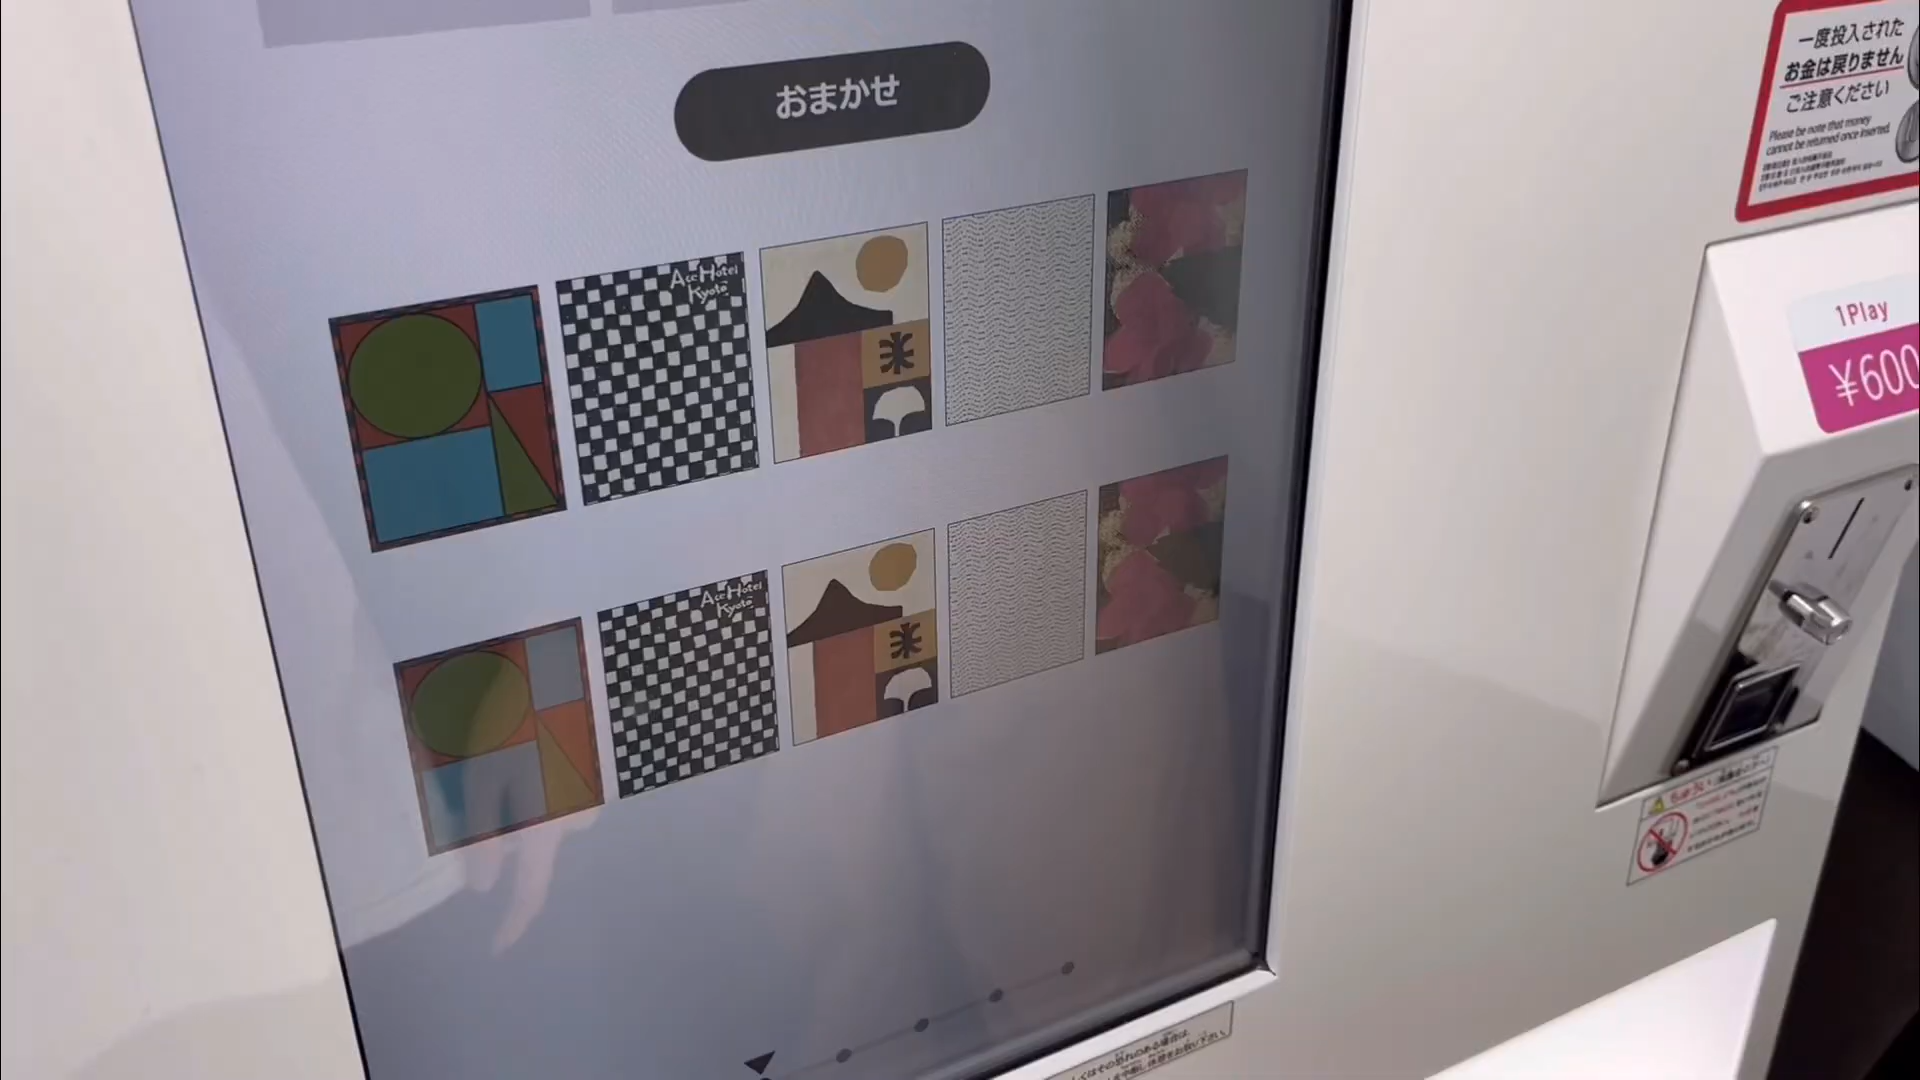 おまかせ
Ace Hotel
Kyoto
Ace Hotel
Kyoto
一度投入された
お金は戻りません
ご注意ください
Please be note that money
cannot be returned once inserted.
1Play
¥600